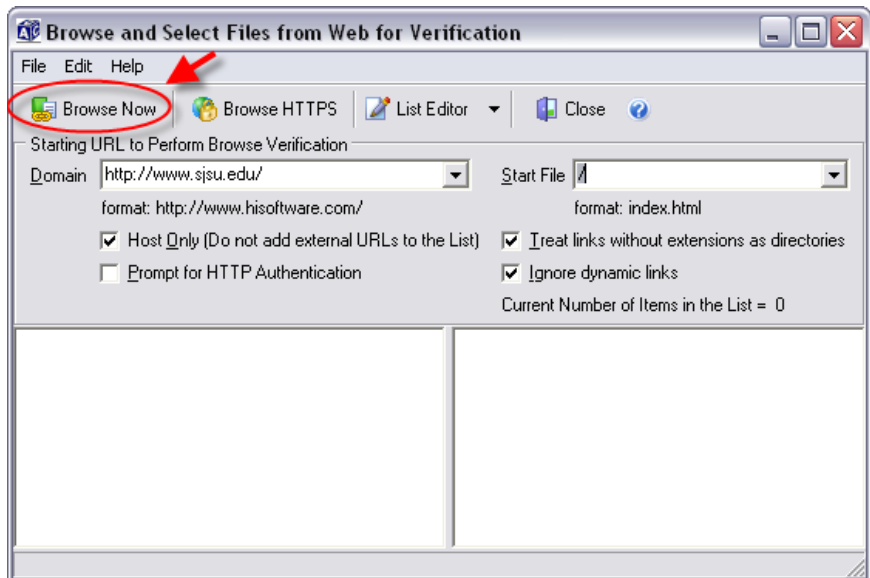 Browse and Select Files from Web for Verification
File Edit Help
Browse Now Browse HTTPS List Editor Close
Starting URL to Perform Browse Verification
Domain http://www.sjsu.edu/ Start File /
format: http://www.hisoftware.com/ format: index.html
Host Only (Do not add external URLs to the List) Treat links without extensions as directories
Prompt for HTTP Authentication Ignore dynamic links
Current Number of Items in the List = 0